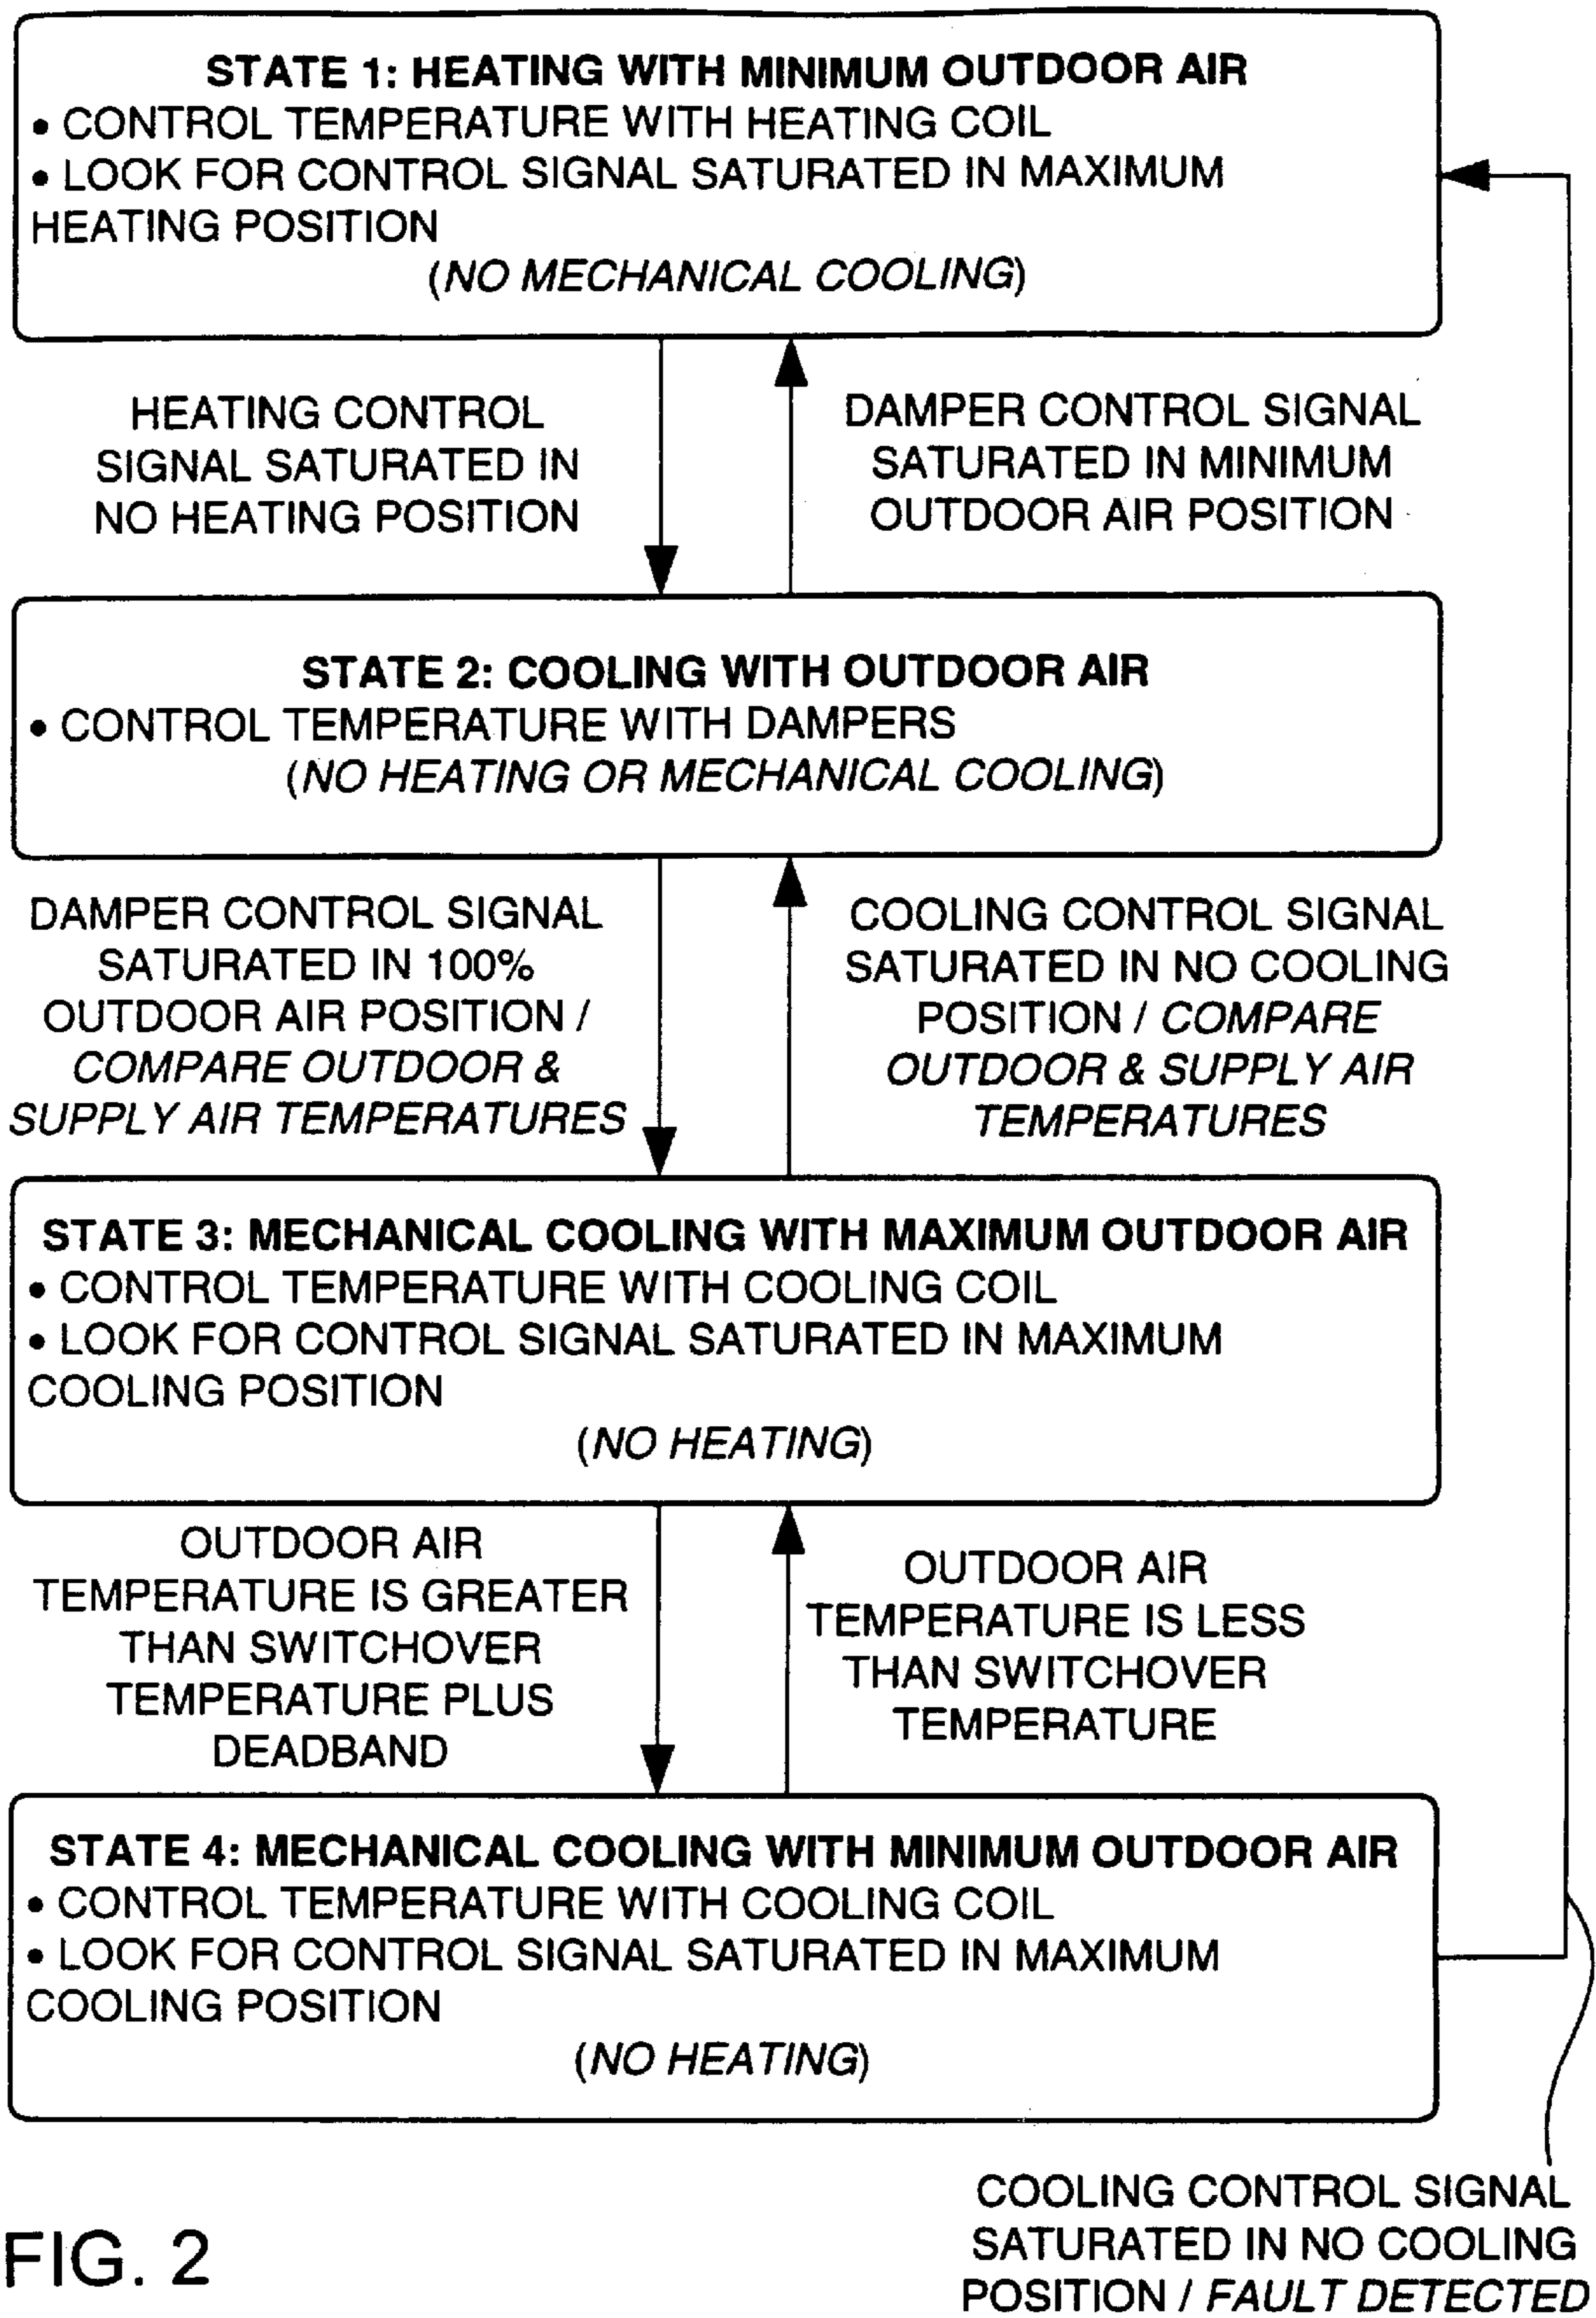 STATE 1: HEATING WITH MINIMUM OUTDOOR AIR
• CONTROL TEMPERATURE WITH HEATING COIL
• LOOK FOR CONTROL SIGNAL SATURATED IN MAXIMUM
HEATING POSITION
(NO MECHANICAL COOLING)
HEATING CONTROL
SIGNAL SATURATED IN
NO HEATING POSITION
DAMPER CONTROL SIGNAL
SATURATED IN MINIMUM
OUTDOOR AIR POSITION
STATE 2: COOLING WITH OUTDOOR AIR
• CONTROL TEMPERATURE WITH DAMPERS
(NO HEATING OR MECHANICAL COOLING)
DAMPER CONTROL SIGNAL
SATURATED IN 100%
OUTDOOR AIR POSITION /
COMPARE OUTDOOR &
SUPPLY AIR TEMPERATURES
COOLING CONTROL SIGNAL
SATURATED IN NO COOLING
POSITION / COMPARE
OUTDOOR & SUPPLY AIR
TEMPERATURES
STATE 3: MECHANICAL COOLING WITH MAXIMUM OUTDOOR AIR
• CONTROL TEMPERATURE WITH COOLING COIL
• LOOK FOR CONTROL SIGNAL SATURATED IN MAXIMUM
COOLING POSITION
(NO HEATING)
OUTDOOR AIR
TEMPERATURE IS GREATER
THAN SWITCHOVER
TEMPERATURE PLUS
DEADBAND
OUTDOOR AIR
TEMPERATURE IS LESS
THAN SWITCHOVER
TEMPERATURE
STATE 4: MECHANICAL COOLING WITH MINIMUM OUTDOOR AIR
• CONTROL TEMPERATURE WITH COOLING COIL
• LOOK FOR CONTROL SIGNAL SATURATED IN MAXIMUM
COOLING POSITION
(NO HEATING)
COOLING CONTROL SIGNAL
SATURATED IN NO COOLING
POSITION / FAULT DETECTED
FIG. 2